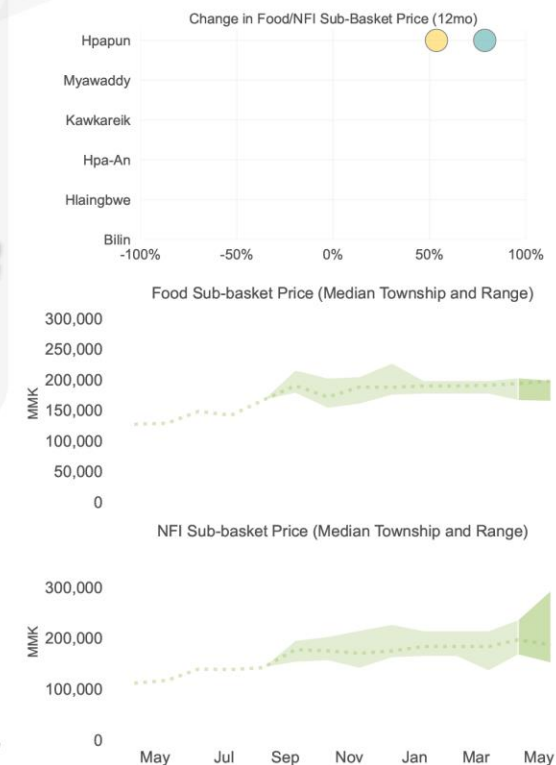 Change in Food/NFI Sub-Basket Price (12mo)
Hpapun
Myawaddy
Kawkareik
Hpa-An
Hlaingbwe
Bilin
-100% -50% 0% 50% 100%
Food Sub-basket Price (Median Township and Range)
300,000
250,000
200,000
150,000
100,000
50,000
0
MMK
NFI Sub-basket Price (Median Township and Range)
300,000
200,000
100,000
0
MMK
May Jul Sep Nov Jan Mar May